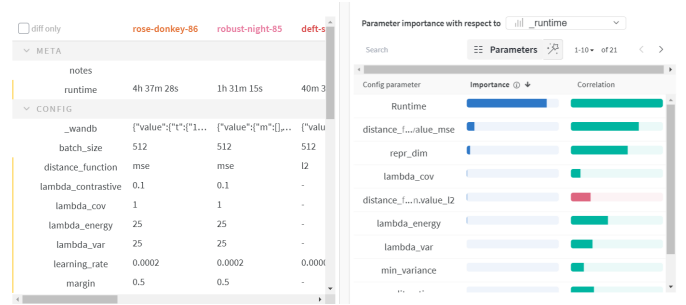 diff only
rose-donkey-86 robust-night-85 deft-s
META
notes
runtime 4h 37m 28s 1h 31m 15s 40m 3
CONFIG
_wandb {"value":{"t":{"1... {"value":{"m":[],... {"valu
batch_size 512 512 512
distance_function mse mse l2
lambda_contrastive 0.1 0.1 -
lambda_cov 1 1 -
lambda_energy 25 25 -
lambda_var 25 25 -
learning_rate 0.0002 0.0002 0.000
margin 0.5 0.5 -
Parameter importance with respect to _runtime
Search Parameters 1-10 of 21
Config parameter Importance Correlation
Runtime
distance_f...value_mse
repr_dim
lambda_cov
distance_f...n.value_l2
lambda_energy
lambda_var
min_variance